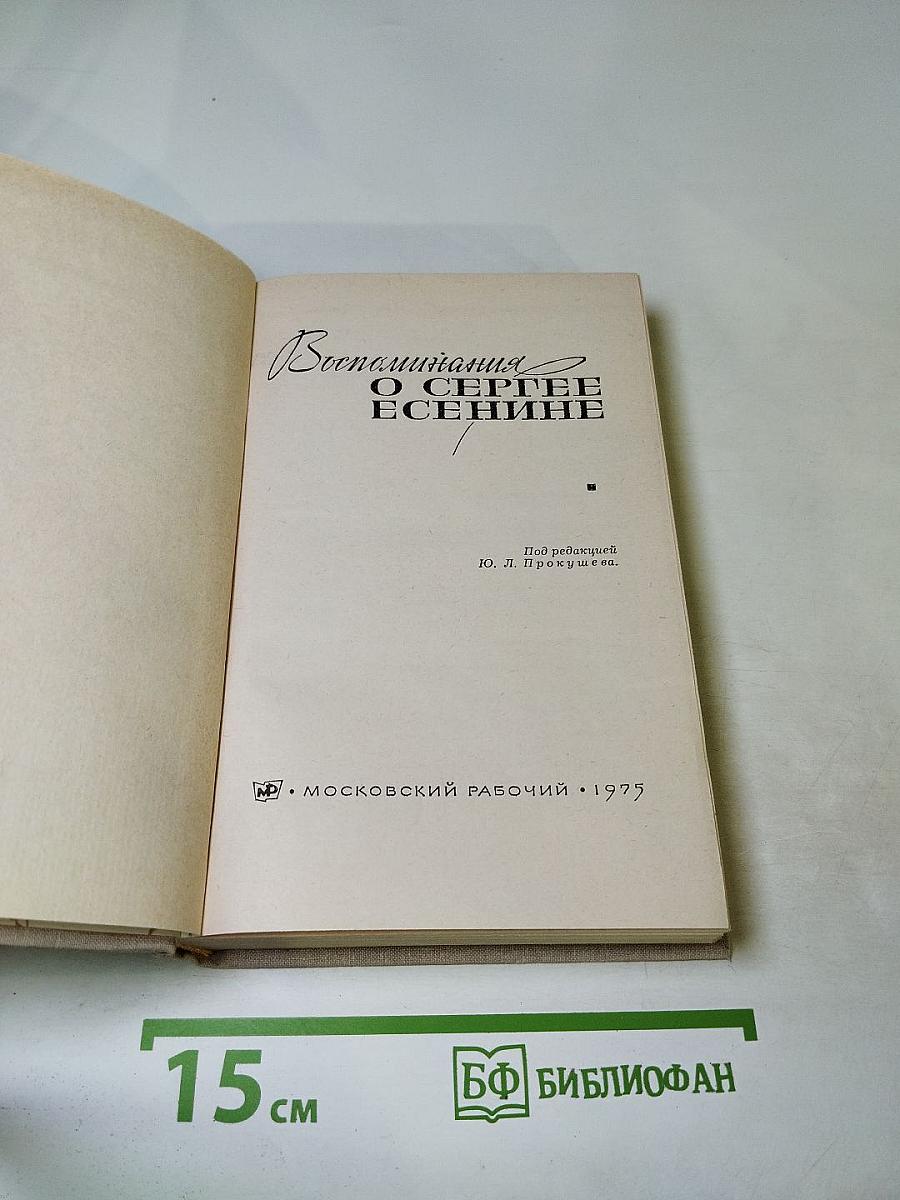 Воспоминания
О СЕРГЕЕ
ЕСЕНИНЕ
Под редакцией
Ю. Л. Прокушева.
МР • МОСКОВСКИЙ РАБОЧИЙ • 1975
15 см
БФ БИБЛИОФАН